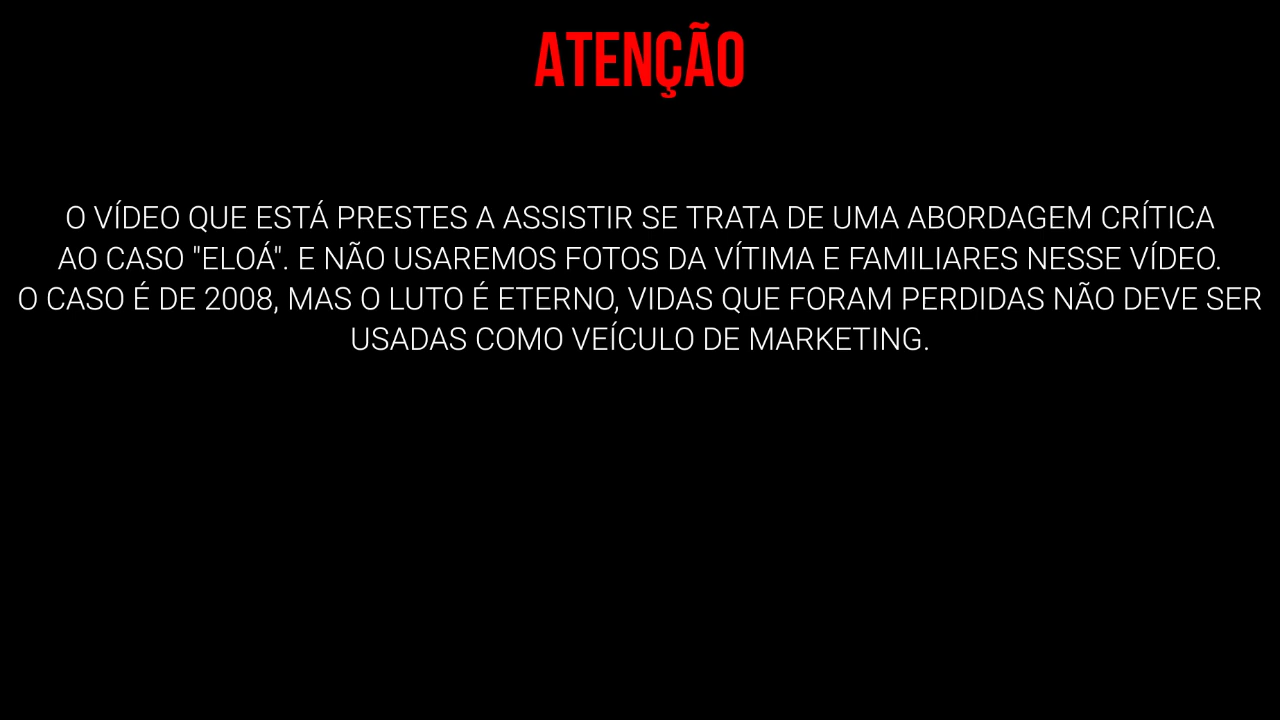 ATENÇÃO
O VÍDEO QUE ESTÁ PRESTES A ASSISTIR SE TRATA DE UMA ABORDAGEM CRÍTICA
AO CASO "ELOÁ". E NÃO USAREMOS FOTOS DA VÍTIMA E FAMILIARES NESSE VÍDEO.
O CASO É DE 2008, MAS O LUTO É ETERNO, VIDAS QUE FORAM PERDIDAS NÃO DEVE SER
USADAS COMO VEÍCULO DE MARKETING.